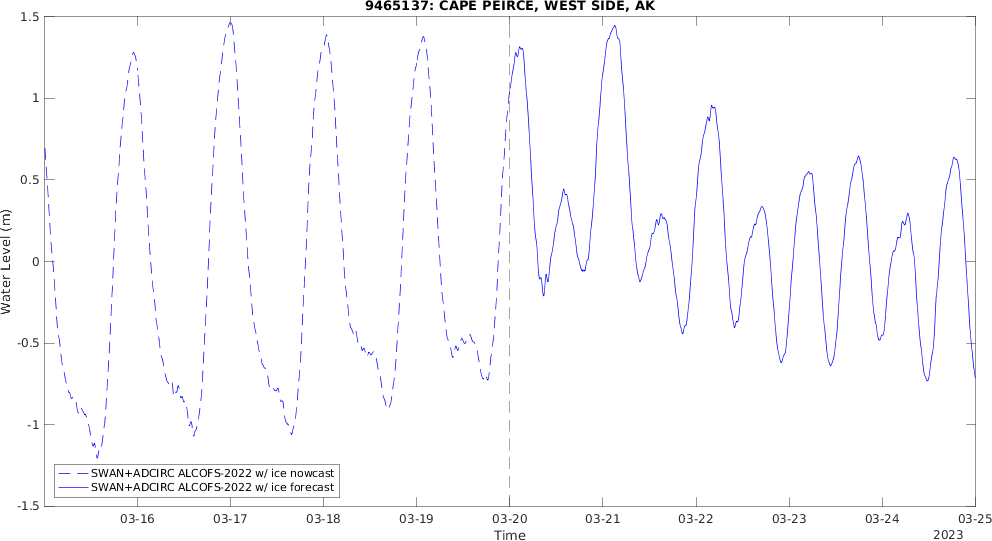 9465137: CAPE PEIRCE, WEST SIDE, AK
Water Level (m)
1.5
1
0.5
0
-0.5
-1
-1.5
SWAN+ADCIRC ALCOFS-2022 w/ ice nowcast
SWAN+ADCIRC ALCOFS-2022 w/ ice forecast
03-16 03-17 03-18 03-19 03-20 03-21 03-22 03-23 03-24 03-25
Time
2023